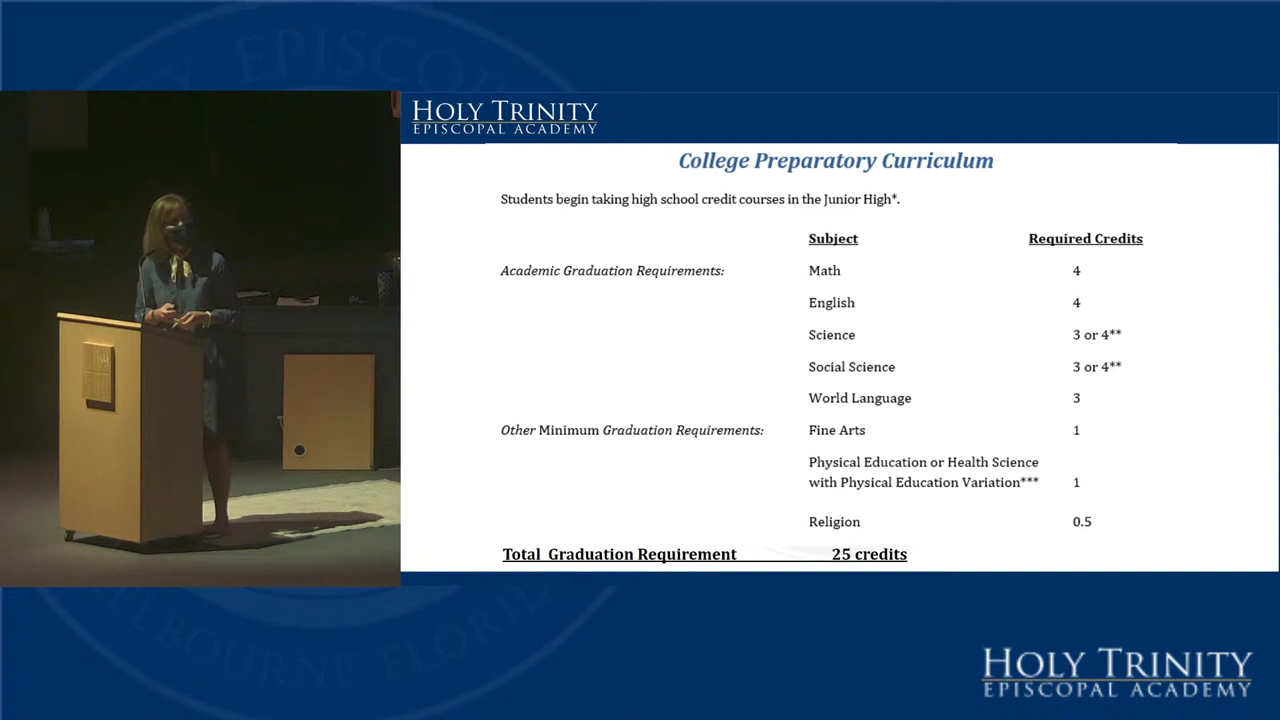 EPISCO
HOLY TRINITY
EPISCOPAL ACADEMY
College Preparatory Curriculum
Students begin taking high school credit courses in the Junior High*.
Subject Required Credits
Academic Graduation Requirements: Math 4
English 4
Science 3 or 4**
Social Science 3 or 4**
World Language 3
Other Minimum Graduation Requirements: Fine Arts 1
Physical Education or Health Science
with Physical Education Variation*** 1
Religion 0.5
Total Graduation Requirement 25 credits
LBOURNE FLORI
HOLY TRINITY
EPISCOPAL ACADEMY